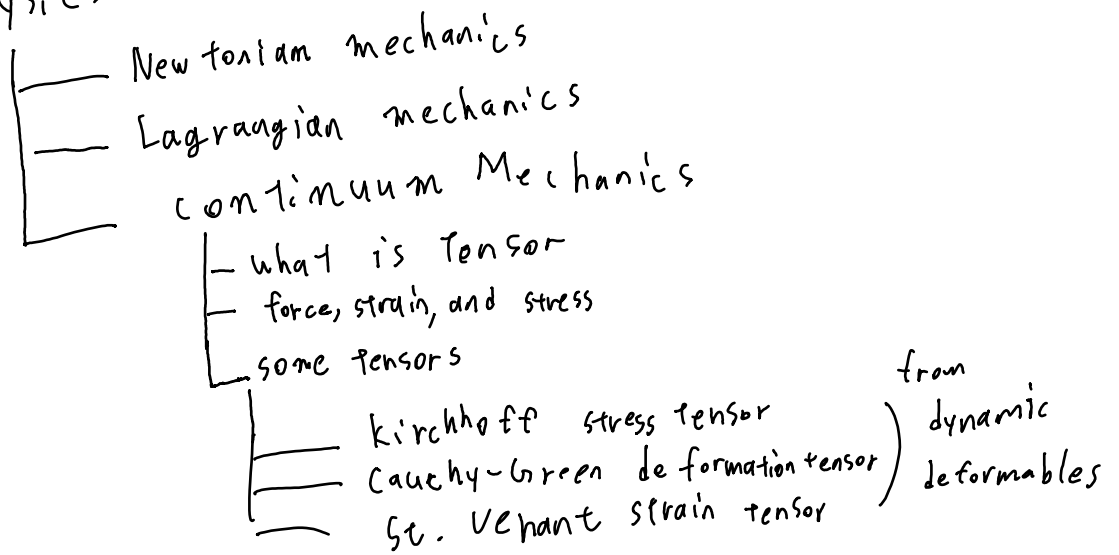 Newtonian mechanics
Lagrangian mechanics
continuum Mechanics
what is Tensor
force, strain, and stress
some tensors
from
kirchhoff stress tensor
dynamic
Cauchy-Green deformation tensor
deformables
St. Venant strain tensor